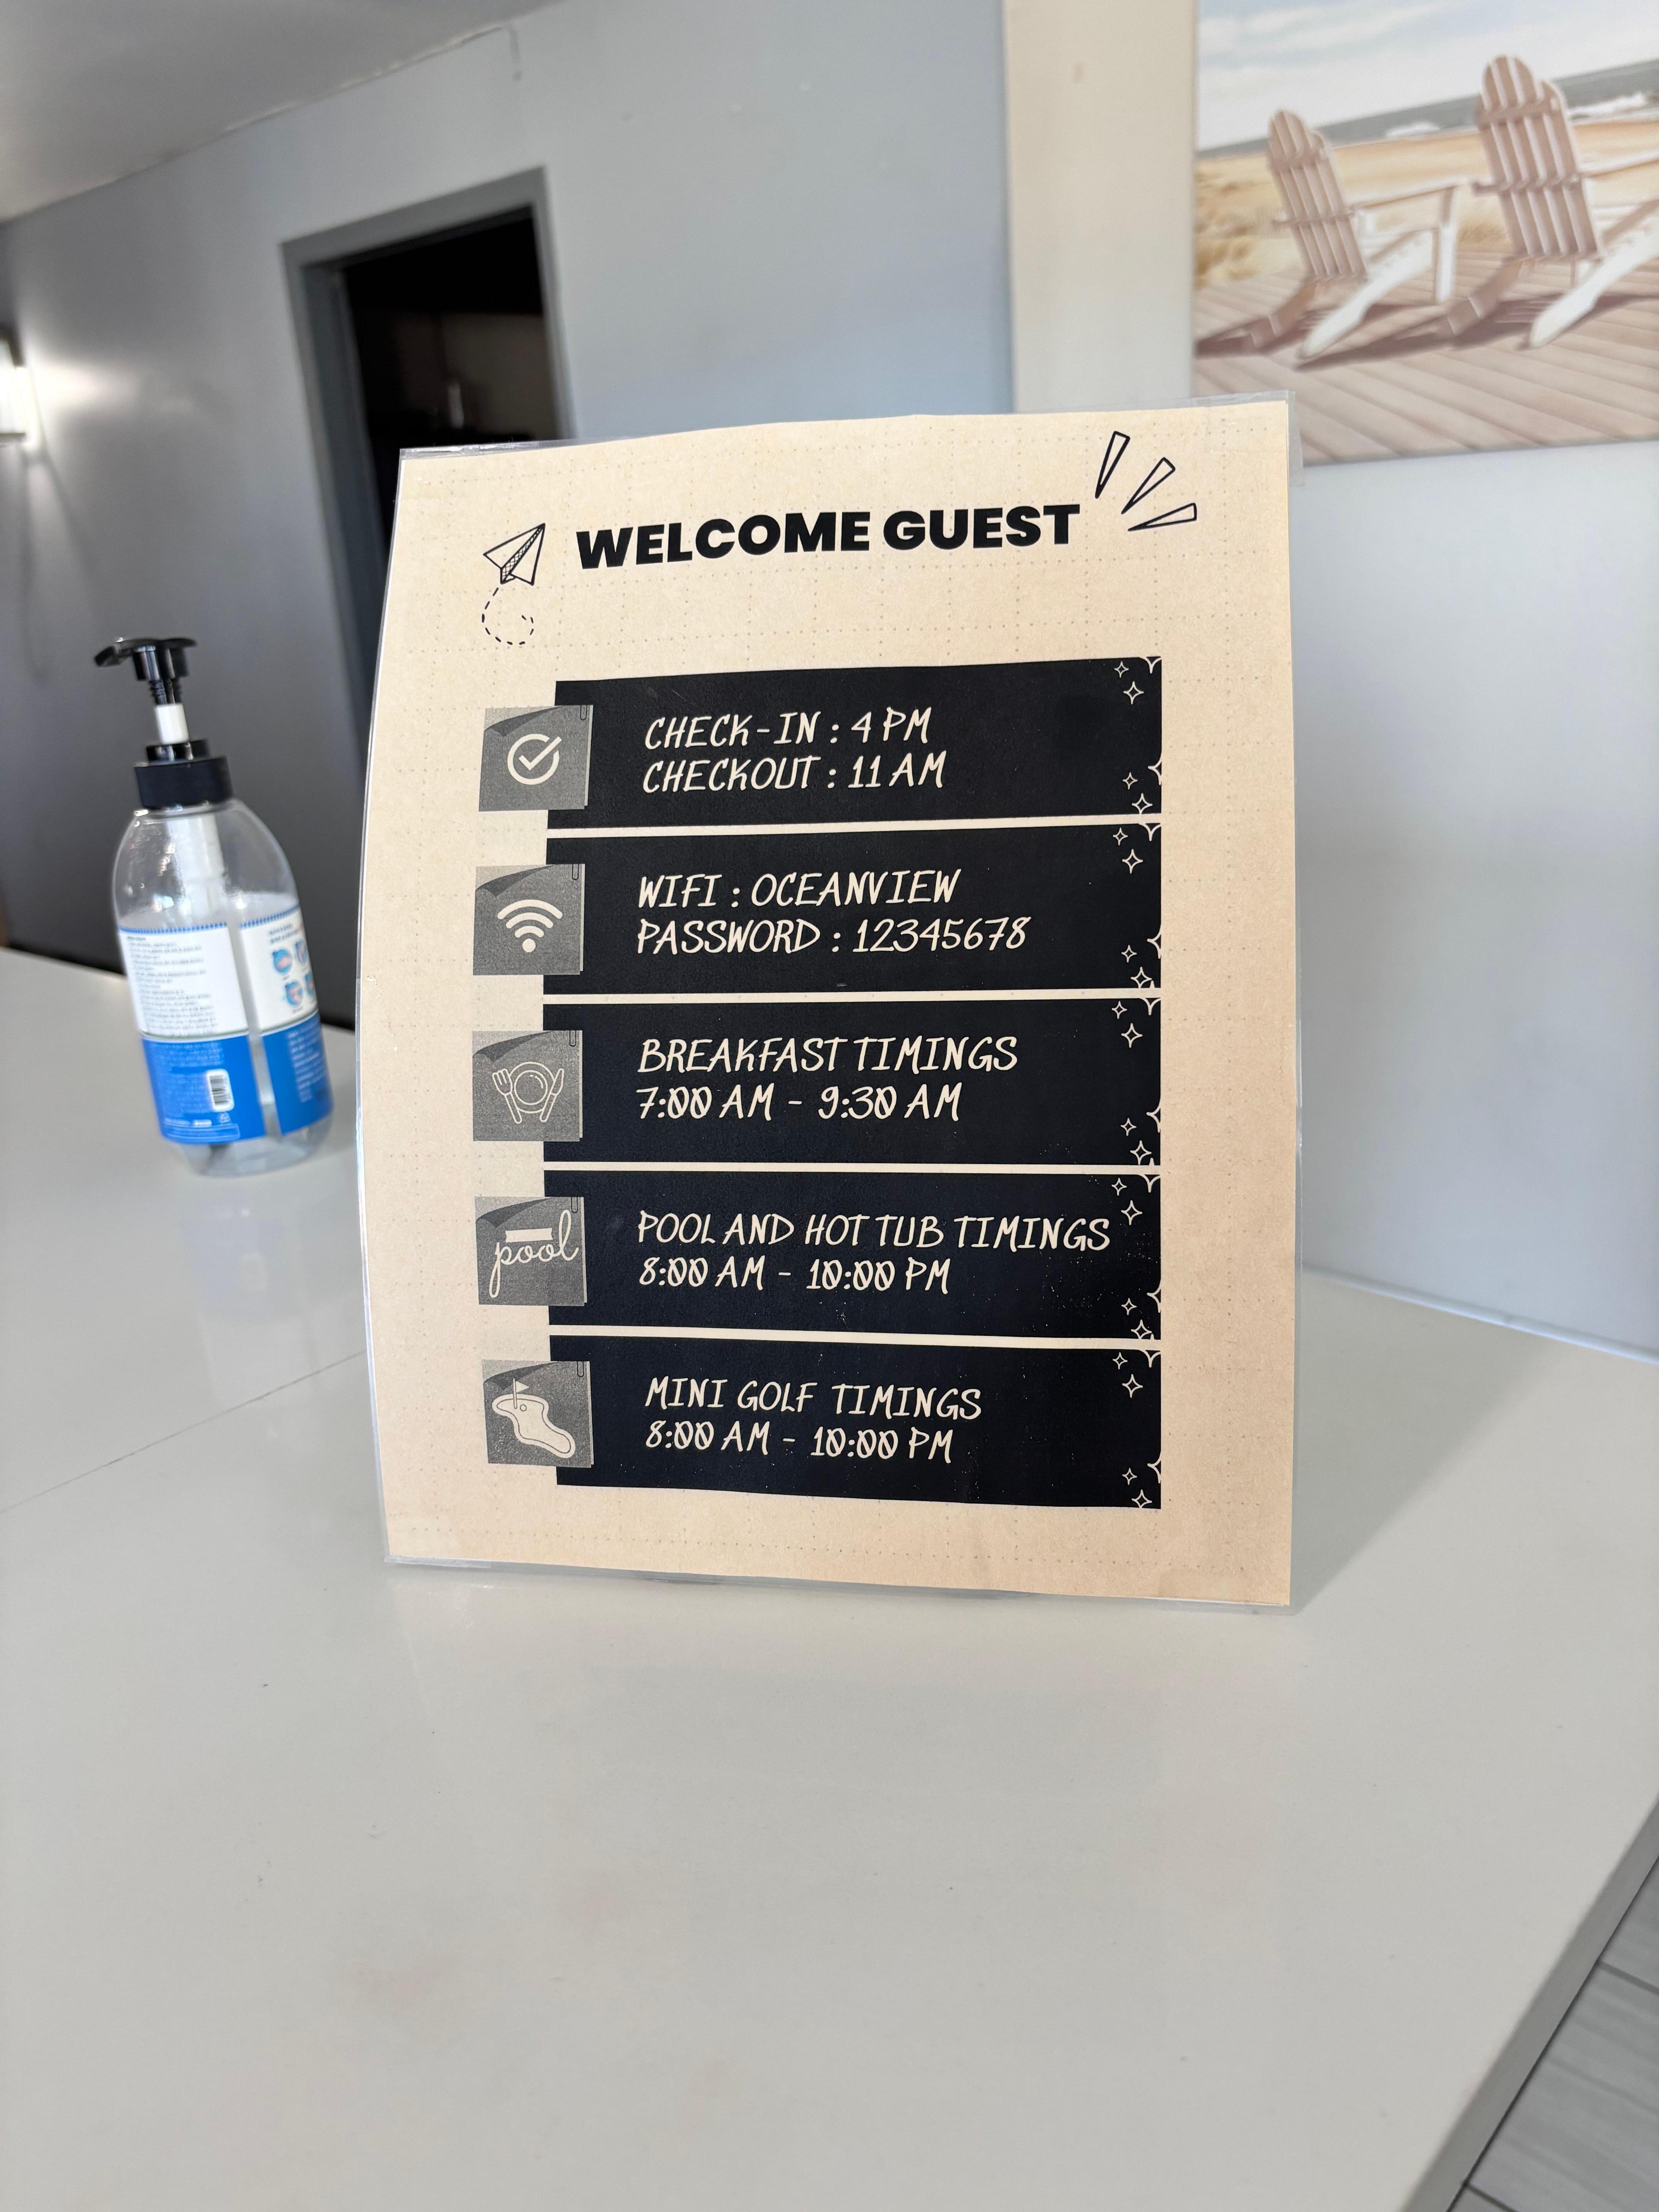 WELCOME GUEST
CHECK-IN : 4 PM
CHECKOUT : 11 AM
WIFI : OCEANVIEW
PASSWORD : 12345678
BREAKFAST TIMINGS
7:00 AM - 9:30 AM
pool
POOL AND HOT TUB TIMINGS
8:00 AM - 10:00 PM
MINI GOLF TIMINGS
8:00 AM - 10:00 PM